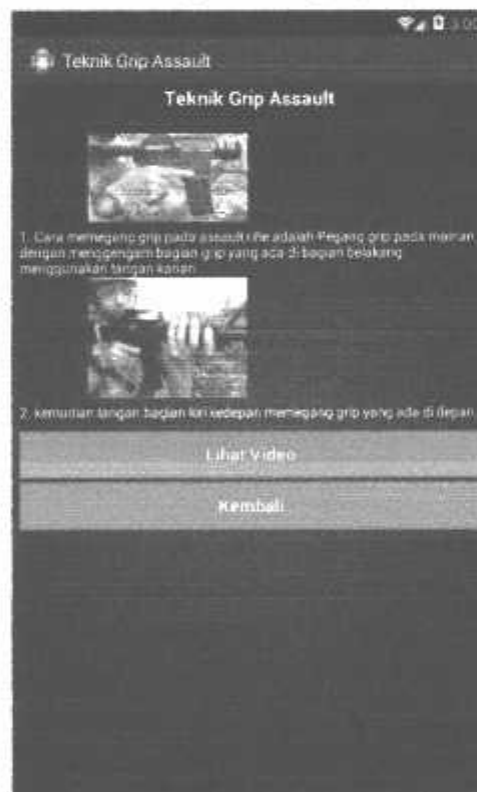 3:00
Teknik Grip Assault
Teknik Grip Assault
1. Cara memegang grip pada assault rifle adalah Pegang grip pada mainan
dengan menggengam bagian grip yang ada di bagian belakang
menggunakan tangan kanan
2. kemudian tangan bagian kiri kedepan memegang grip yang ada di depan
Lihat Video
Kembali